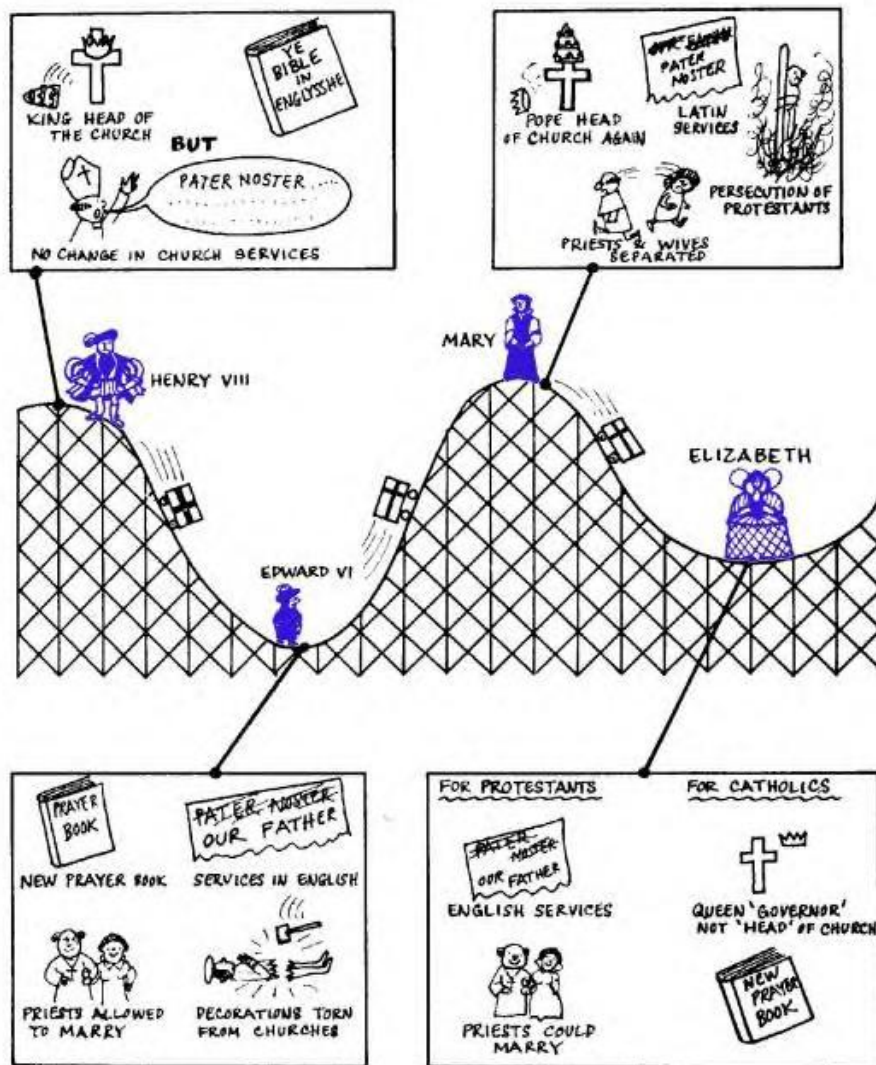 YE
BIBLE
IN
ENGLYSSHE
KING HEAD OF
THE CHURCH
BUT
PATER NOSTER ....
NO CHANGE IN CHURCH SERVICES
OUR FATHER
PATER
NOSTER
POPE HEAD
OF CHURCH AGAIN
LATIN
SERVICES
PERSECUTION OF
PROTESTANTS
PRIESTS & WIVES
SEPARATED
HENRY VIII
MARY
ELIZABETH
EDWARD VI
PRAYER
BOOK
NEW PRAYER BOOK
PATER NOSTER
OUR FATHER
SERVICES IN ENGLISH
PRIESTS ALLOWED
TO MARRY
DECORATIONS TORN
FROM CHURCHES
FOR PROTESTANTS
PATER
NOSTER
OUR FATHER
ENGLISH SERVICES
PRIESTS COULD
MARRY
FOR CATHOLICS
QUEEN 'GOVERNOR'
NOT 'HEAD' OF CHURCH
NEW
PRAYER
BOOK